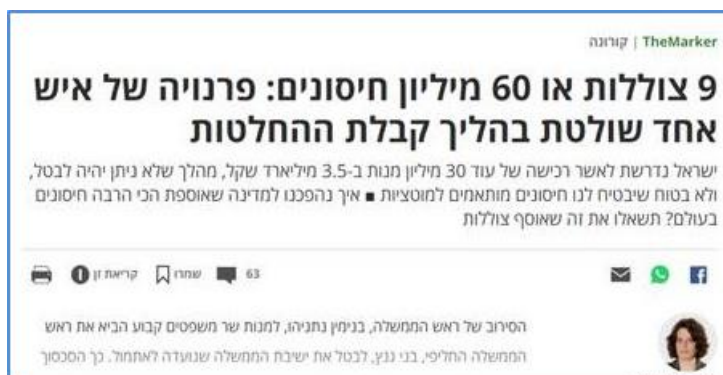 TheMarker | קורונה
9 צוללות או 60 מיליון חיסונים: פרנויה של איש
אחד שולטת בהליך קבלת ההחלטות
ישראל נדרשת לאשר רכישה של עוד 30 מיליון מנות ב-3.5 מיליארד שקל, מהלך שלא ניתן יהיה לבטל,
ולא בטוח שיבטיח לנו חיסונים מותאמים למוטציות ■ איך נהפכנו למדינה שאוספת הכי הרבה חיסונים
בעולם? תשאלו את זה שאוסף צוללות
63 שמרו קריאת זן
הסירוב של ראש הממשלה, בנימין נתניהו, למנות שר משפטים קבוע הביא את ראש
הממשלה החליפי, בני גנץ, לבטל את ישיבת הממשלה שנועדה לאתמול. כך הסכסוך